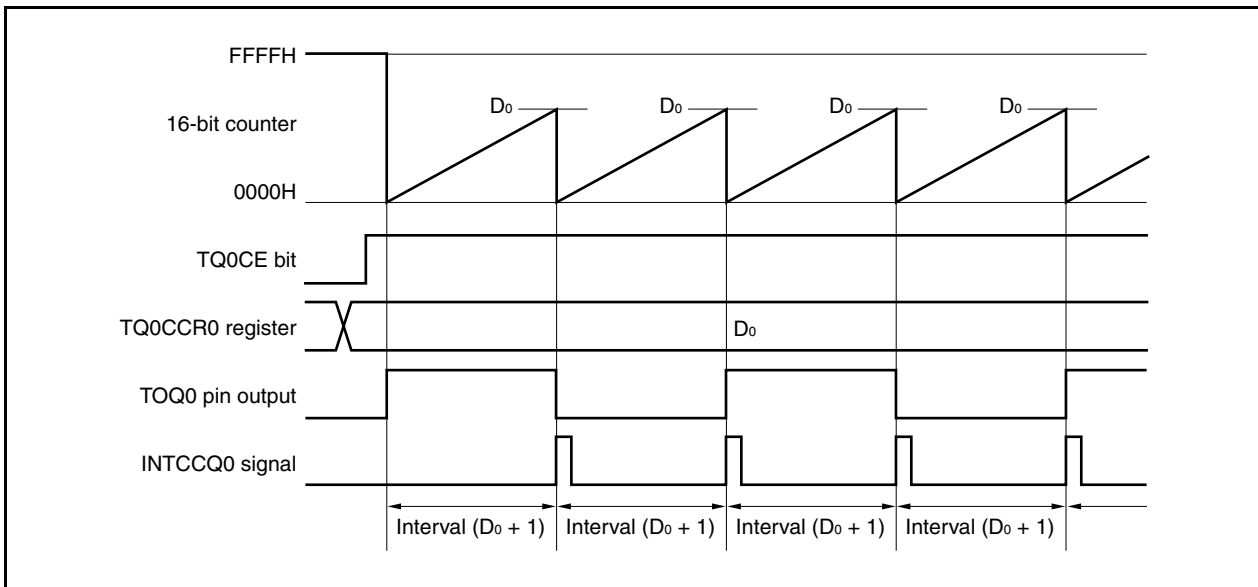 FFFFH
D0 D0 D0 D0
16-bit counter
0000H
TQ0CE bit
TQ0CCR0 register D0
TOQ0 pin output
INTCCQ0 signal
Interval (D0 + 1) Interval (D0 + 1) Interval (D0 + 1) Interval (D0 + 1)